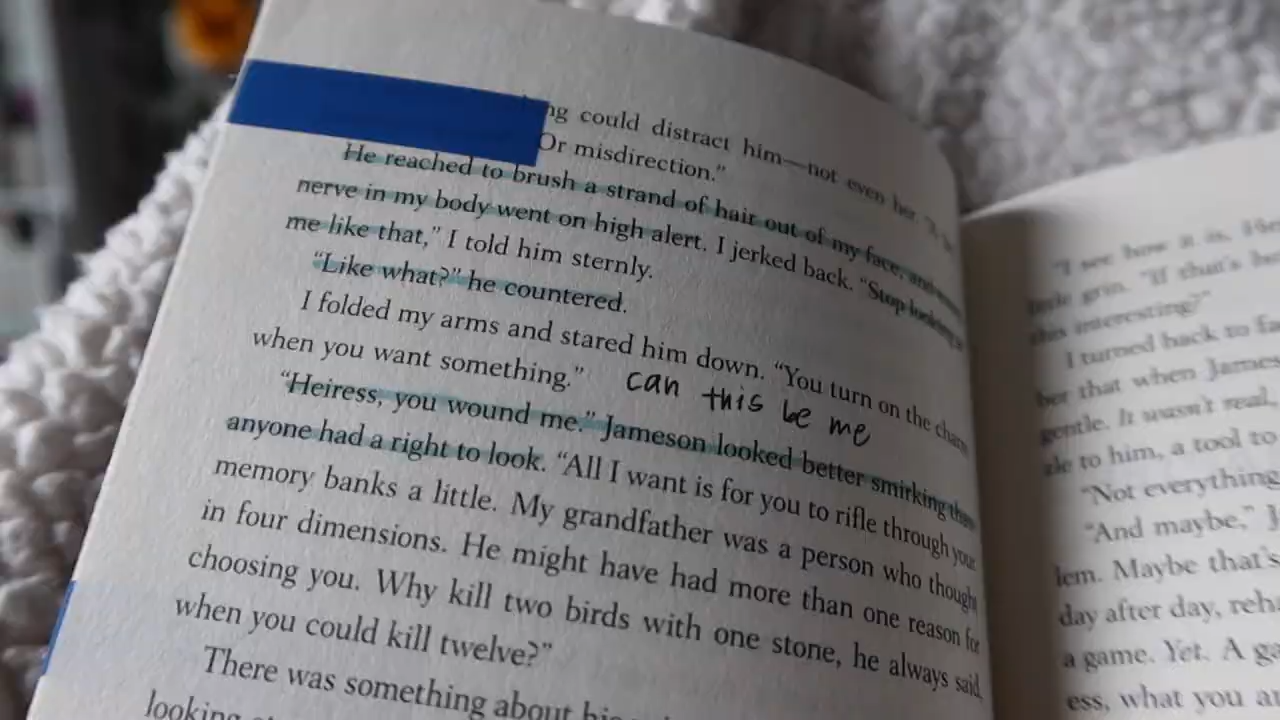 could distract him—not even her.
Or misdirection.”
He reached to brush a strand of hair out of my face, and
nerve in my body went on high alert. I jerked back. “Stop looking
me like that,” I told him sternly.
“Like what?” he countered.
I folded my arms and stared him down. “You turn on the
when you want something.”
can this be me
“Heiress, you wound me.” Jameson looked better smirking than
anyone had a right to look. “All I want is for you to rifle through your
memory banks a little. My grandfather was a person who thought
in four dimensions. He might have had more than one reason for
choosing you. Why kill two birds with one stone, he always said,
when you could kill twelve?”
There was something about
looking
“I see how it is,
little grin. “If that’s
this interesting?”
I turned back to
that when James
gentle. It wasn’t real,
to him, a tool to
“Not everything
“And maybe,”
lem. Maybe that’s
day after day,
a game. Yet. A
ess, what you